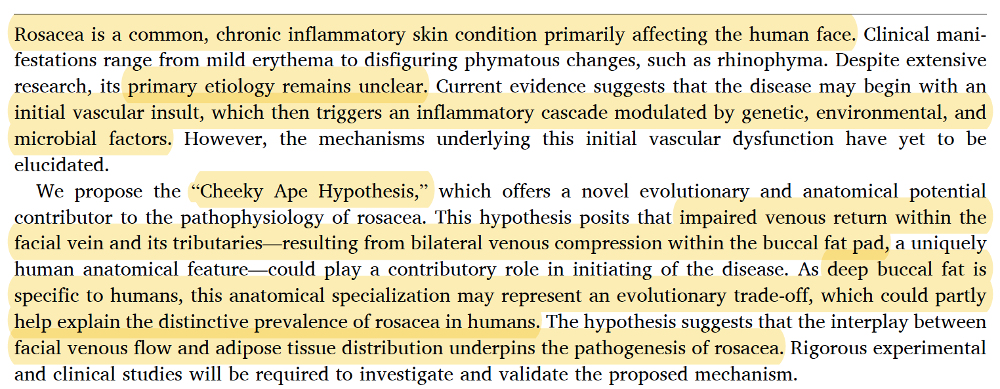 Rosacea is a common, chronic inflammatory skin condition primarily affecting the human face. Clinical mani-
festations range from mild erythema to disfiguring phymatous changes, such as rhinophyma. Despite extensive
research, its primary etiology remains unclear. Current evidence suggests that the disease may begin with an
initial vascular insult, which then triggers an inflammatory cascade modulated by genetic, environmental, and
microbial factors. However, the mechanisms underlying this initial vascular dysfunction have yet to be
elucidated.
We propose the “Cheeky Ape Hypothesis,” which offers a novel evolutionary and anatomical potential
contributor to the pathophysiology of rosacea. This hypothesis posits that impaired venous return within the
facial vein and its tributaries—resulting from bilateral venous compression within the buccal fat pad, a uniquely
human anatomical feature—could play a contributory role in initiating of the disease. As deep buccal fat is
specific to humans, this anatomical specialization may represent an evolutionary trade-off, which could partly
help explain the distinctive prevalence of rosacea in humans. The hypothesis suggests that the interplay between
facial venous flow and adipose tissue distribution underpins the pathogenesis of rosacea. Rigorous experimental
and clinical studies will be required to investigate and validate the proposed mechanism.